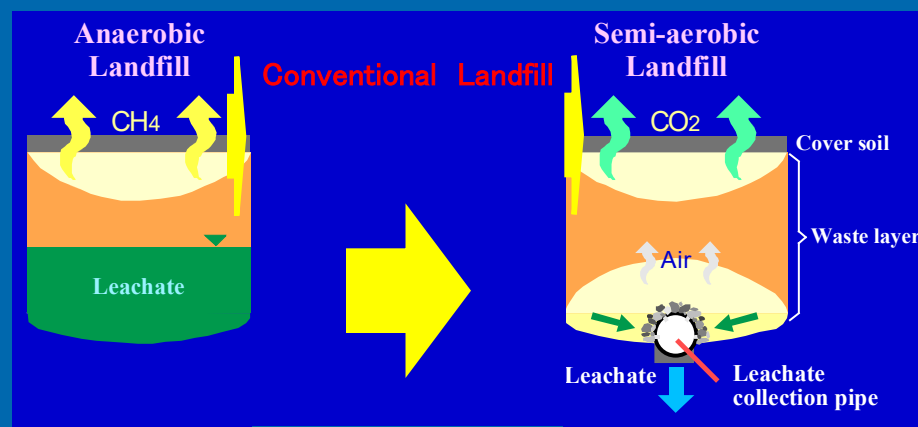 Anaerobic
Landfill
Conventional Landfill
Semi-aerobic
Landfill
CH4
CO2
Cover soil
Waste layer
Air
Leachate
Leachate
Leachate
collection pipe